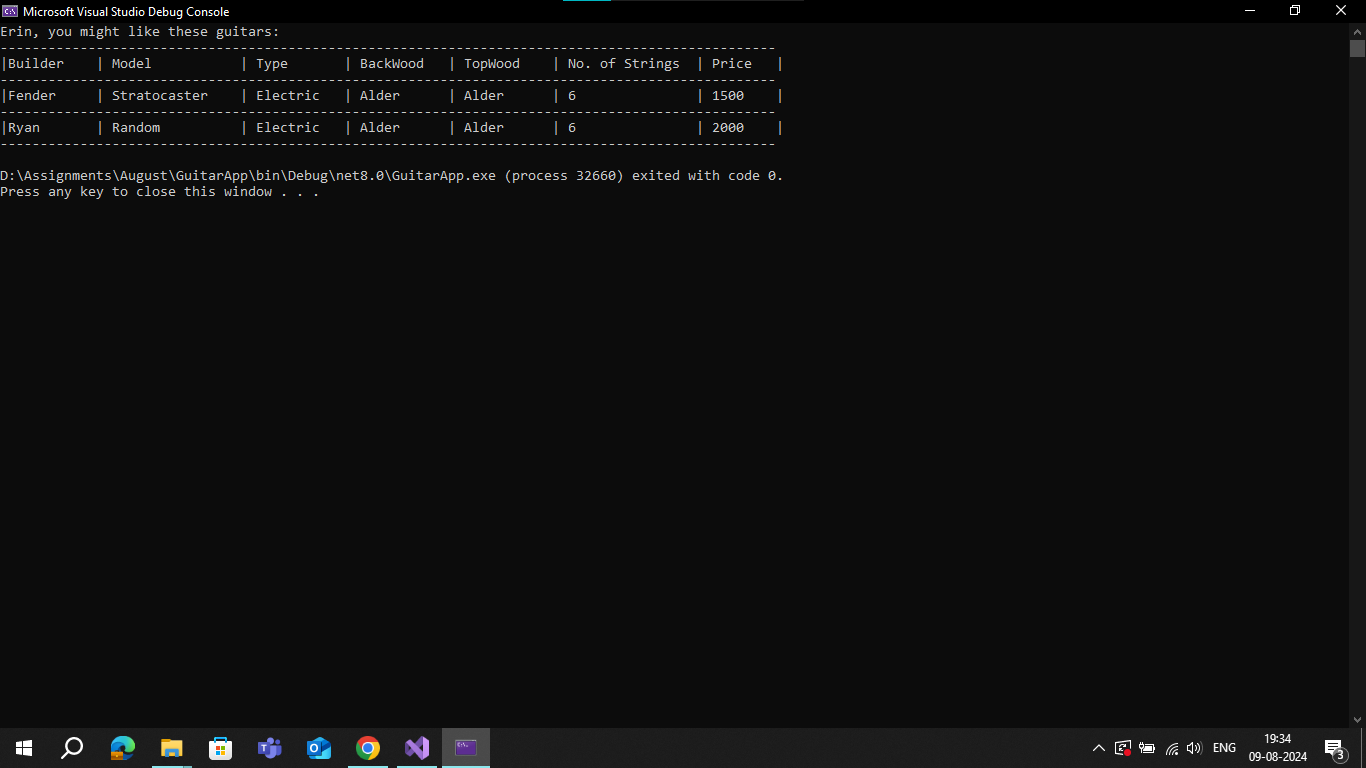 Microsoft Visual Studio Debug Console
Erin, you might like these guitars:
-------------------------------------------------------------------------------------------------
|Builder    | Model           | Type       | BackWood   | TopWood    | No. of Strings  | Price   |
-------------------------------------------------------------------------------------------------
|Fender     | Stratocaster    | Electric   | Alder      | Alder      | 6               | 1500    |
-------------------------------------------------------------------------------------------------
|Ryan       | Random          | Electric   | Alder      | Alder      | 6               | 2000    |
-------------------------------------------------------------------------------------------------
D:\Assignments\August\GuitarApp\bin\Debug\net8.0\GuitarApp.exe (process 32660) exited with code 0.
Press any key to close this window . . .
ENG
19:34
09-08-2024
3